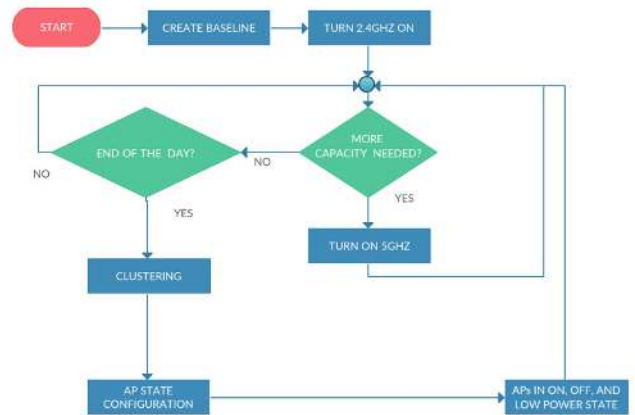 START
CREATE BASELINE
TURN 2.4GHZ ON
MORE
CAPACITY NEEDED?
END OF THE DAY?
NO
NO
YES
YES
TURN ON 5GHZ
CLUSTERING
AP STATE
CONFIGURATION
APs IN ON, OFF, AND
LOW POWER STATE